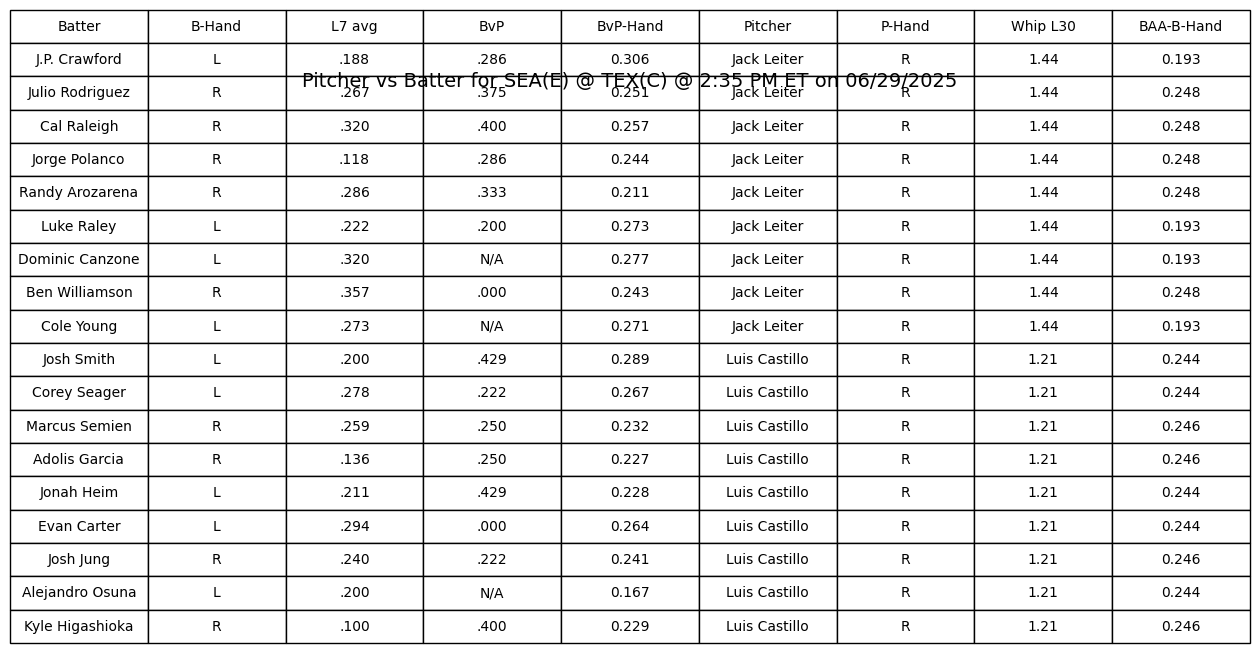 Batter B-Hand L7 avg BvP BvP-Hand Pitcher P-Hand Whip L30 BAA-B-Hand
J.P. Crawford L .188 .286 0.306 Jack Leiter R 1.44 0.193
Pitcher vs Batter for SEA(E) @ TEX(C) @ 2:35 PM ET on 06/29/2025
Julio Rodriguez R .267 .375 0.251 Jack Leiter R 1.44 0.248
Cal Raleigh R .320 .400 0.257 Jack Leiter R 1.44 0.248
Jorge Polanco R .118 .286 0.244 Jack Leiter R 1.44 0.248
Randy Arozarena R .286 .333 0.211 Jack Leiter R 1.44 0.248
Luke Raley L .222 .200 0.273 Jack Leiter R 1.44 0.193
Dominic Canzone L .320 N/A 0.277 Jack Leiter R 1.44 0.193
Ben Williamson R .357 .000 0.243 Jack Leiter R 1.44 0.248
Cole Young L .273 N/A 0.271 Jack Leiter R 1.44 0.193
Josh Smith L .200 .429 0.289 Luis Castillo R 1.21 0.244
Corey Seager L .278 .222 0.267 Luis Castillo R 1.21 0.244
Marcus Semien R .259 .250 0.232 Luis Castillo R 1.21 0.246
Adolis Garcia R .136 .250 0.227 Luis Castillo R 1.21 0.246
Jonah Heim L .211 .429 0.228 Luis Castillo R 1.21 0.244
Evan Carter L .294 .000 0.264 Luis Castillo R 1.21 0.244
Josh Jung R .240 .222 0.241 Luis Castillo R 1.21 0.246
Alejandro Osuna L .200 N/A 0.167 Luis Castillo R 1.21 0.244
Kyle Higashioka R .100 .400 0.229 Luis Castillo R 1.21 0.246